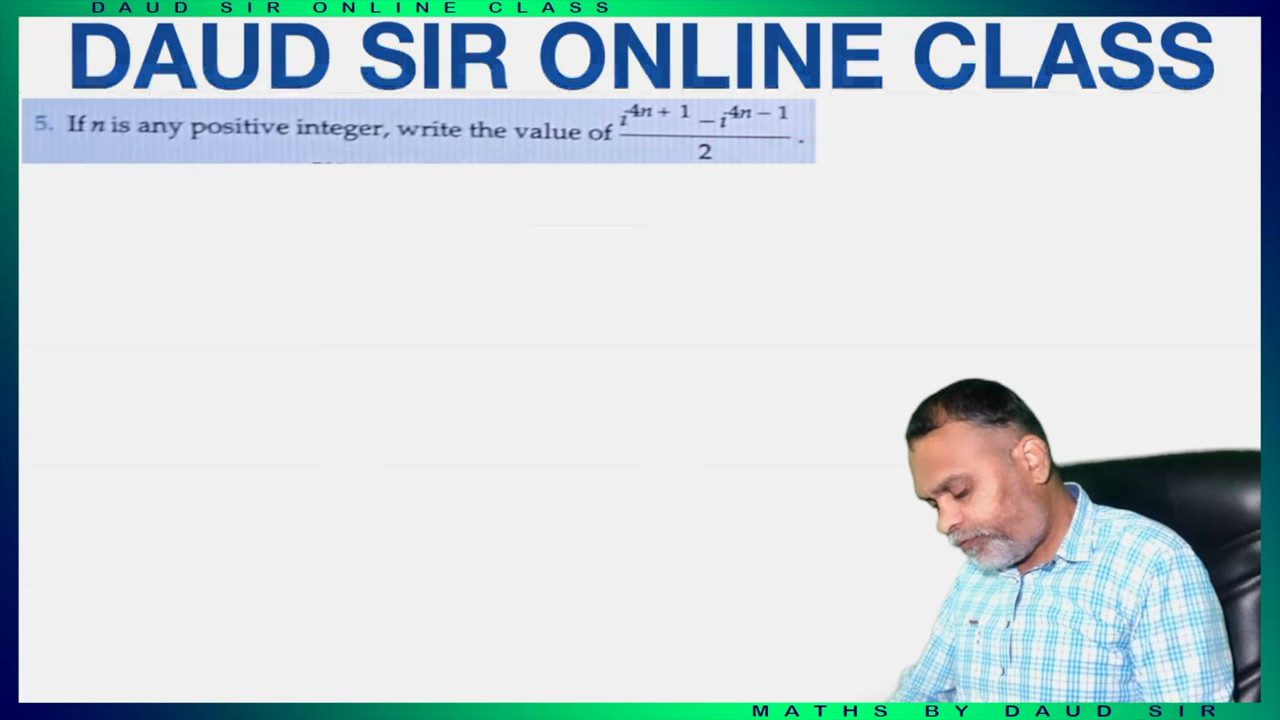 DAUD SIR ONLINE CLASS
DAUD SIR ONLINE CLASS
5. If n is any positive integer, write the value of \frac{i^{4n + 1} - i^{4n - 1}}{2}.
MATHS BY DAUD SIR